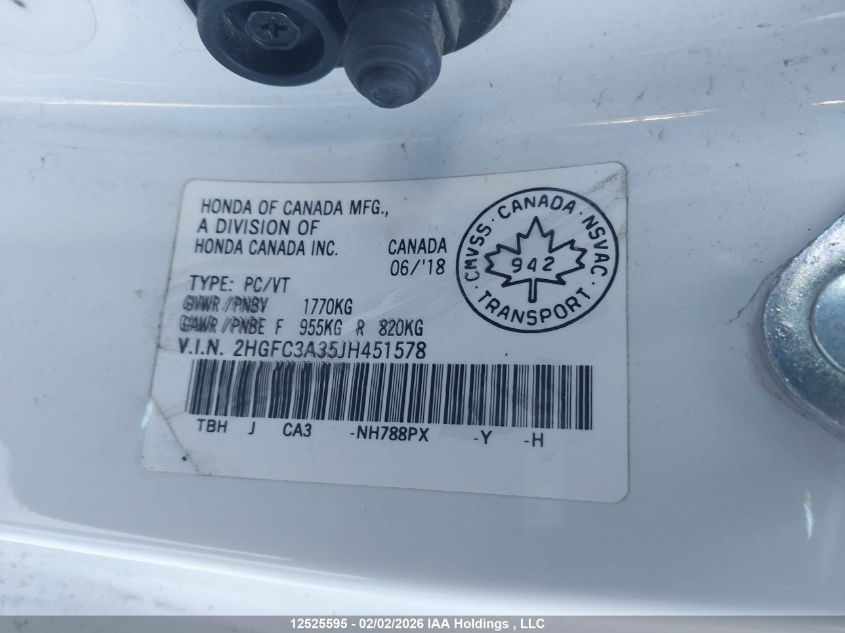 HONDA OF CANADA MFG.,
A DIVISION OF
HONDA CANADA INC. CANADA
06/'18
TYPE: PC/VT
GVWR/PNBV 1770KG
GAWR/PNBE F 955KG R 820KG
V.I.N. 2HGFC3A35JH451578
TBH J CA3 -NH788PX -Y -H
CMVSS · CANADA · NSVAC · TRANSPORT ·
942
12525595 - 02/02/2026 IAA Holdings , LLC